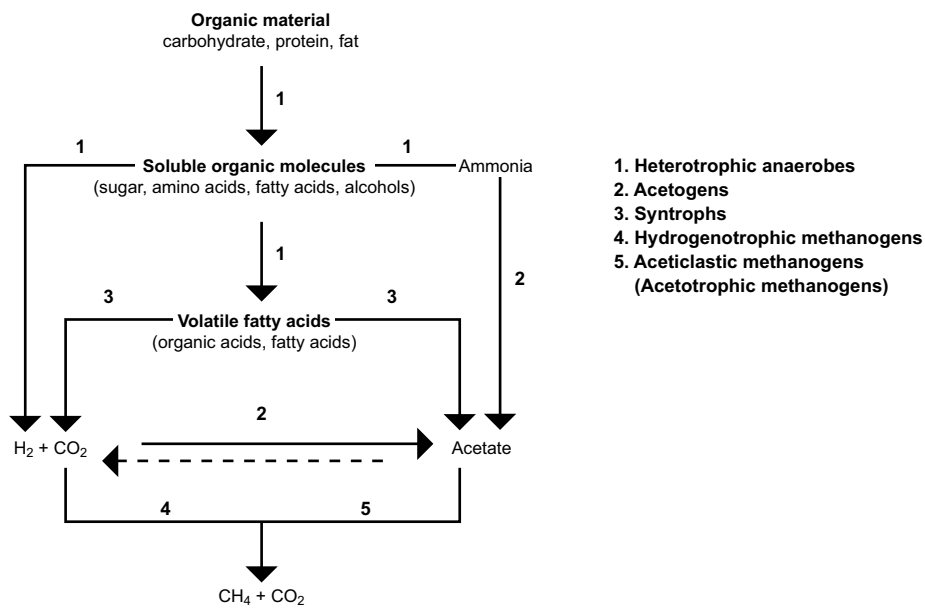 Organic material
carbohydrate, protein, fat
1
1
1
Soluble organic molecules
Ammonia
(sugar, amino acids, fatty acids, alcohols)
1
2
3
3
Volatile fatty acids
(organic acids, fatty acids)
2
H₂ + CO₂
Acetate
4
5
CH₄ + CO₂
1. Heterotrophic anaerobes
2. Acetogens
3. Syntrophs
4. Hydrogenotrophic methanogens
5. Aceticlastic methanogens
(Acetotrophic methanogens)